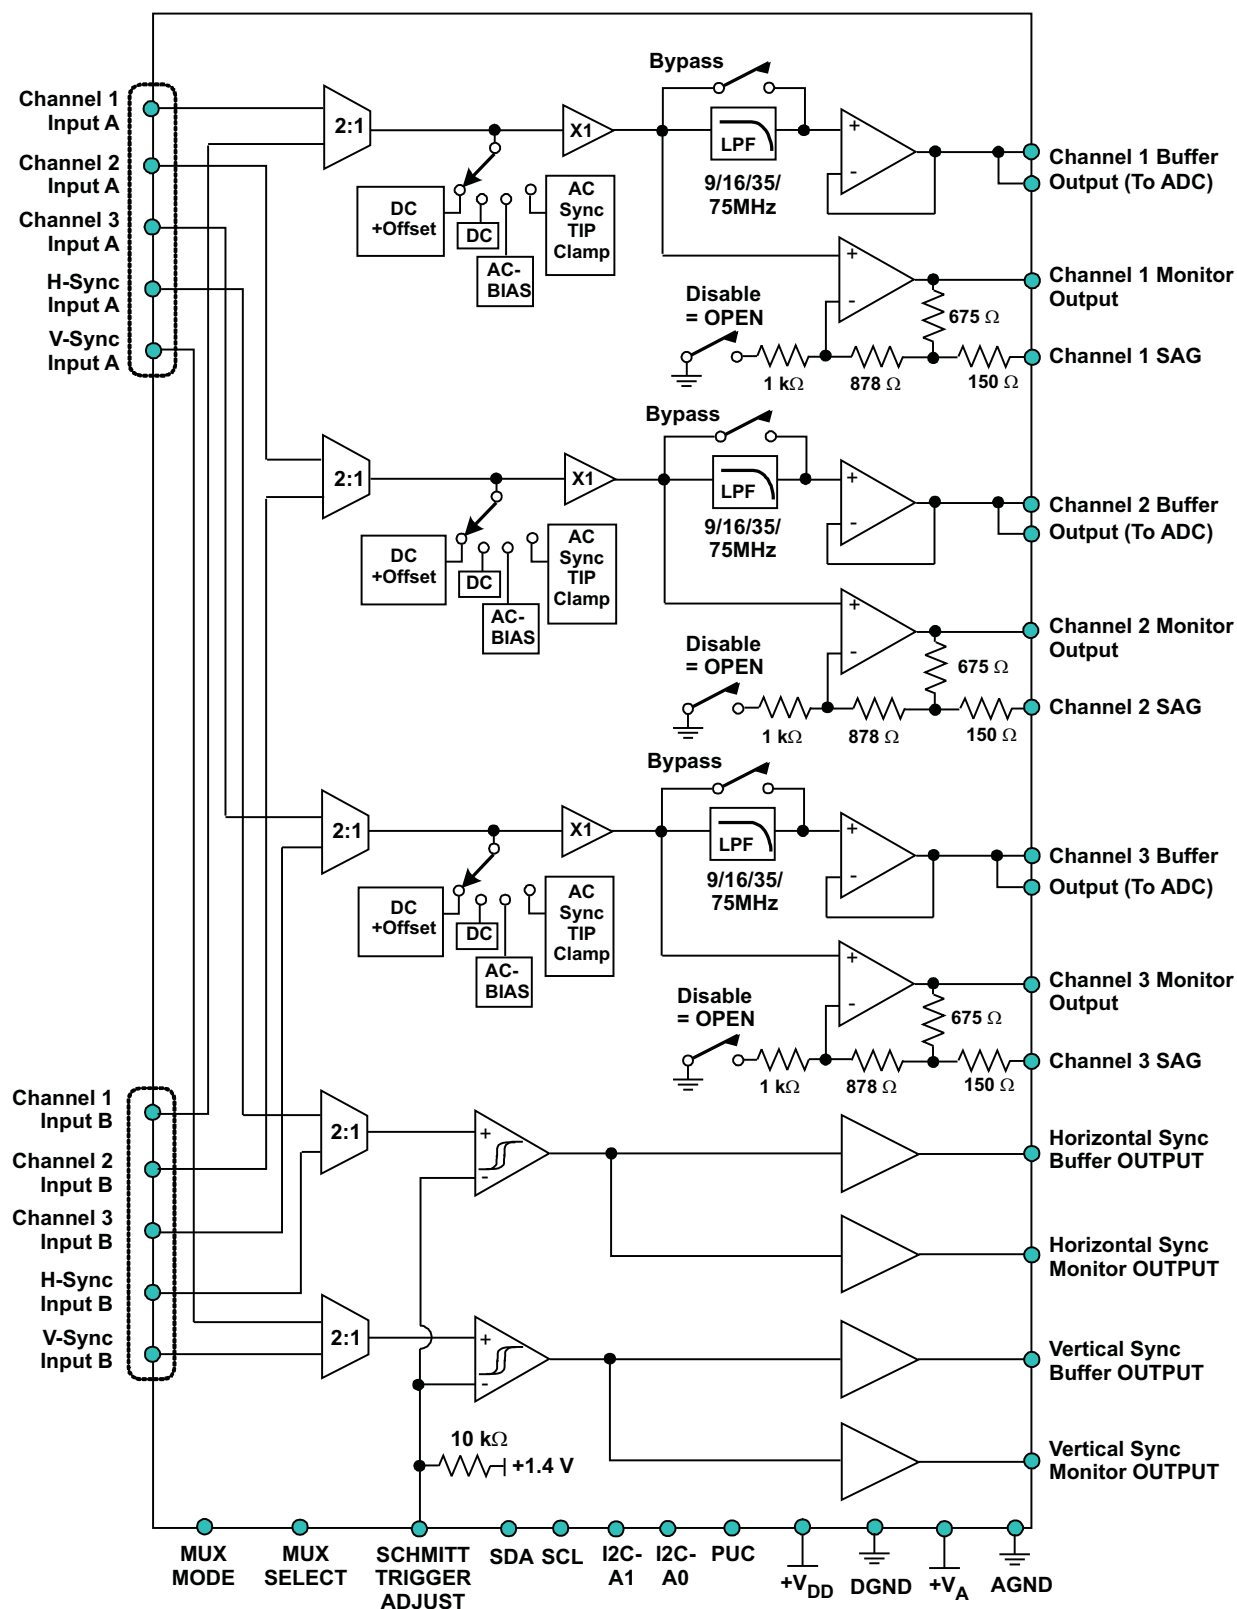 Channel 1
Input A
Channel 2
Input A
Channel 3
Input A
H-Sync
Input A
V-Sync
Input A
2:1
DC
+Offset
DC
AC-
BIAS
AC
Sync
TIP
Clamp
X1
Bypass
LPF
9/16/35/
75MHz
+
-
Channel 1 Buffer
Output (To ADC)
+
-
Channel 1 Monitor
Output
Disable
= OPEN
675 Ω
1 kΩ
878 Ω
150 Ω
Channel 1 SAG
2:1
DC
+Offset
DC
AC-
BIAS
AC
Sync
TIP
Clamp
X1
Bypass
LPF
9/16/35/
75MHz
+
-
Channel 2 Buffer
Output (To ADC)
+
-
Channel 2 Monitor
Output
Disable
= OPEN
675 Ω
1 kΩ
878 Ω
150 Ω
Channel 2 SAG
2:1
DC
+Offset
DC
AC-
BIAS
AC
Sync
TIP
Clamp
X1
Bypass
LPF
9/16/35/
75MHz
+
-
Channel 3 Buffer
Output (To ADC)
+
-
Channel 3 Monitor
Output
Disable
= OPEN
675 Ω
1 kΩ
878 Ω
150 Ω
Channel 3 SAG
Channel 1
Input B
Channel 2
Input B
Channel 3
Input B
H-Sync
Input B
V-Sync
Input B
2:1
+
-
Horizontal Sync
Buffer OUTPUT
Horizontal Sync
Monitor OUTPUT
2:1
+
-
Vertical Sync
Buffer OUTPUT
Vertical Sync
Monitor OUTPUT
10 kΩ
+1.4 V
MUX
MODE
MUX
SELECT
SCHMITT
TRIGGER
ADJUST
SDA
SCL
I2C-
A1
I2C-
A0
PUC
+VDD
DGND
+VA
AGND